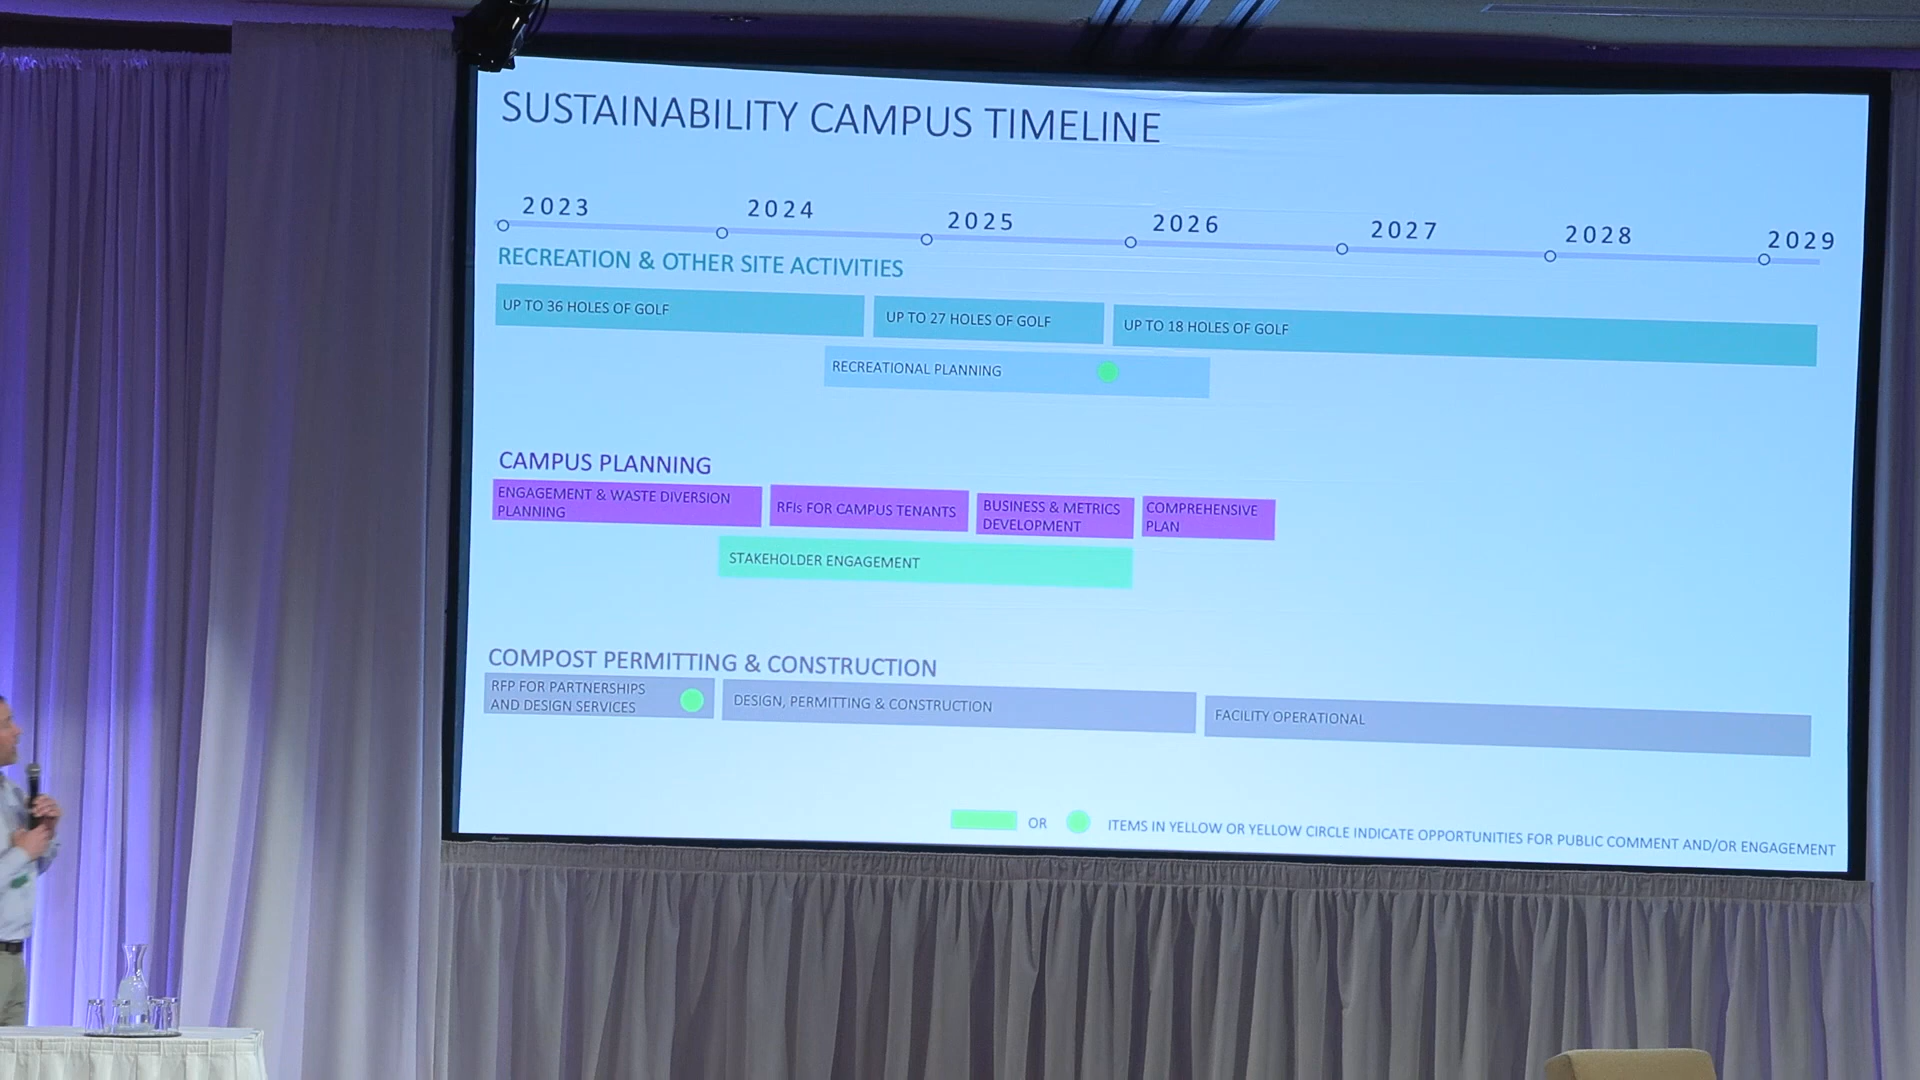 SUSTAINABILITY CAMPUS TIMELINE
2023
2024
2025
2026
2027
2028
2029
RECREATION & OTHER SITE ACTIVITIES
UP TO 36 HOLES OF GOLF
UP TO 27 HOLES OF GOLF
UP TO 18 HOLES OF GOLF
RECREATIONAL PLANNING
CAMPUS PLANNING
ENGAGEMENT & WASTE DIVERSION
PLANNING
RFIs FOR CAMPUS TENANTS
BUSINESS & METRICS
DEVELOPMENT
COMPREHENSIVE
PLAN
STAKEHOLDER ENGAGEMENT
COMPOST PERMITTING & CONSTRUCTION
RFP FOR PARTNERSHIPS
AND DESIGN SERVICES
DESIGN, PERMITTING & CONSTRUCTION
FACILITY OPERATIONAL
OR
ITEMS IN YELLOW OR YELLOW CIRCLE INDICATE OPPORTUNITIES FOR PUBLIC COMMENT AND/OR ENGAGEMENT